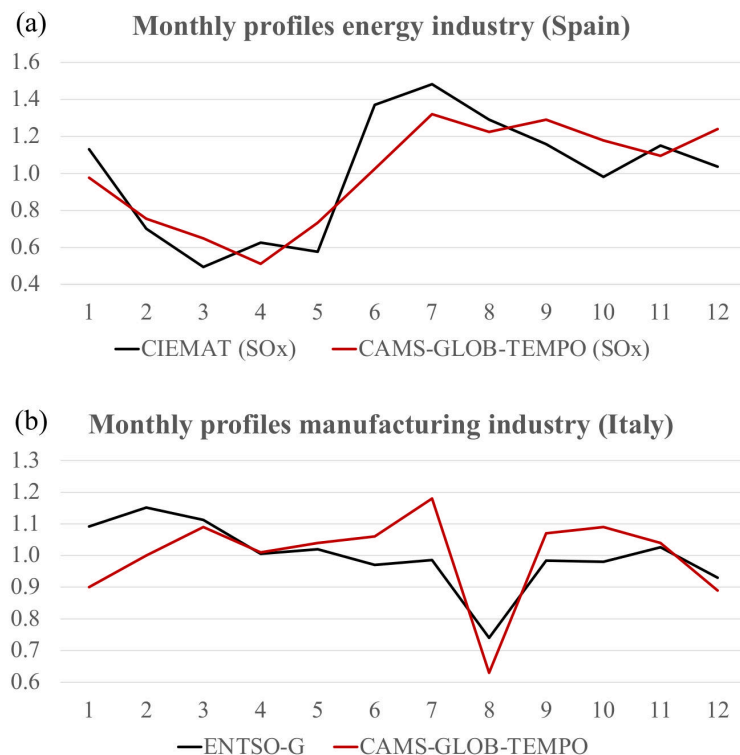 (a) Monthly profiles energy industry (Spain)
1.6
1.4
1.2
1.0
0.8
0.6
0.4
1 2 3 4 5 6 7 8 9 10 11 12
CIEMAT (SOx) CAMS-GLOB-TEMPO (SOx)
(b) Monthly profiles manufacturing industry (Italy)
1.3
1.2
1.1
1.0
0.9
0.8
0.7
0.6
1 2 3 4 5 6 7 8 9 10 11 12
ENTSO-G CAMS-GLOB-TEMPO